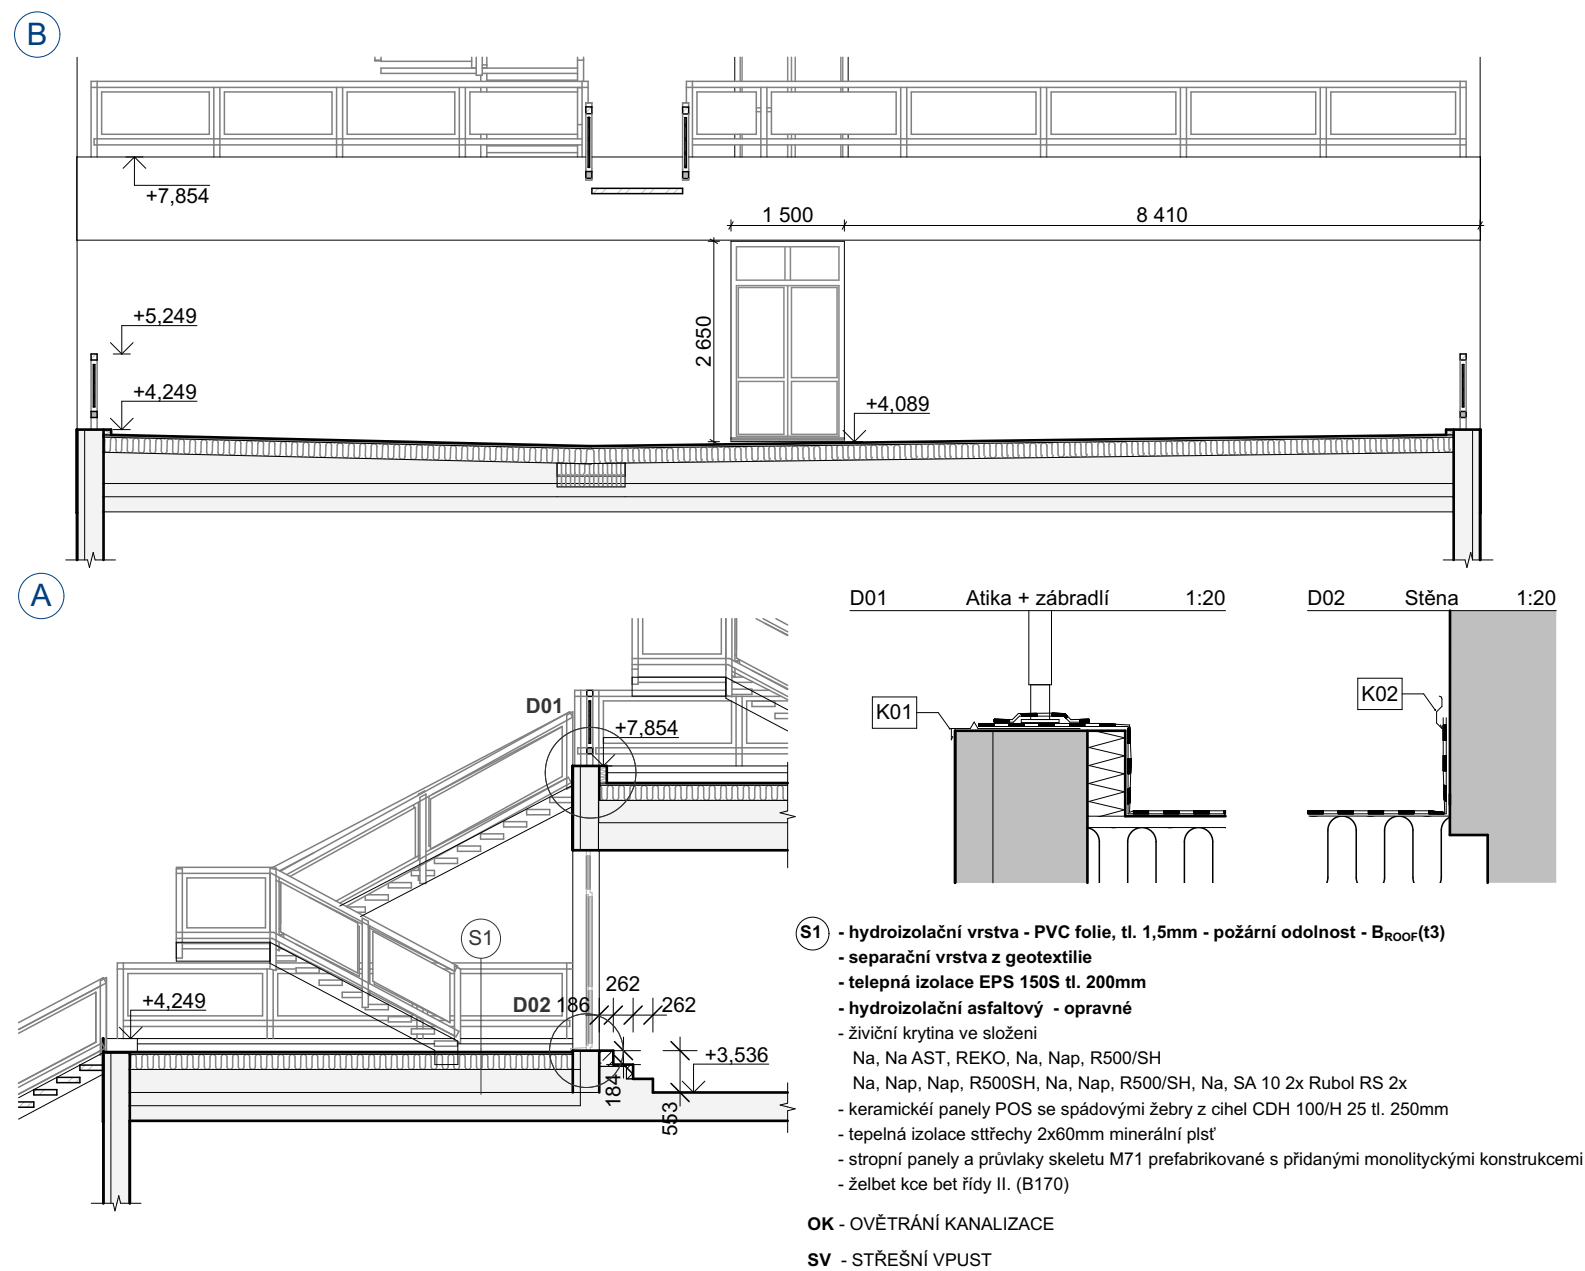 B
+7,854
1 500
8 410
+5,249
2 650
+4,249
+4,089
A
D01 Atika + zábradlí 1:20
D02 Stěna 1:20
D01
+7,854
K01
K02
S1
+4,249
D02 186 262 262
+3,536
184
553
S1 - hydroizolační vrstva - PVC folie, tl. 1,5mm - požární odolnost - BROOF(t3)
- separační vrstva z geotextilie
- telepná izolace EPS 150S tl. 200mm
- hydroizolační asfaltový - opravné
- živiční krytina ve složeni
Na, Na AST, REKO, Na, Nap, R500/SH
Na, Nap, Nap, R500SH, Na, Nap, R500/SH, Na, SA 10 2x Rubol RS 2x
- keramickéí panely POS se spádovými žebry z cihel CDH 100/H 25 tl. 250mm
- tepelná izolace sttřechy 2x60mm minerální plsť
- stropní panely a průvlaky skeletu M71 prefabrikované s přidanými monolityckými konstrukcemi
- želbet kce bet řídy II. (B170)
OK - OVĚTRÁNÍ KANALIZACE
SV - STŘEŠNÍ VPUST